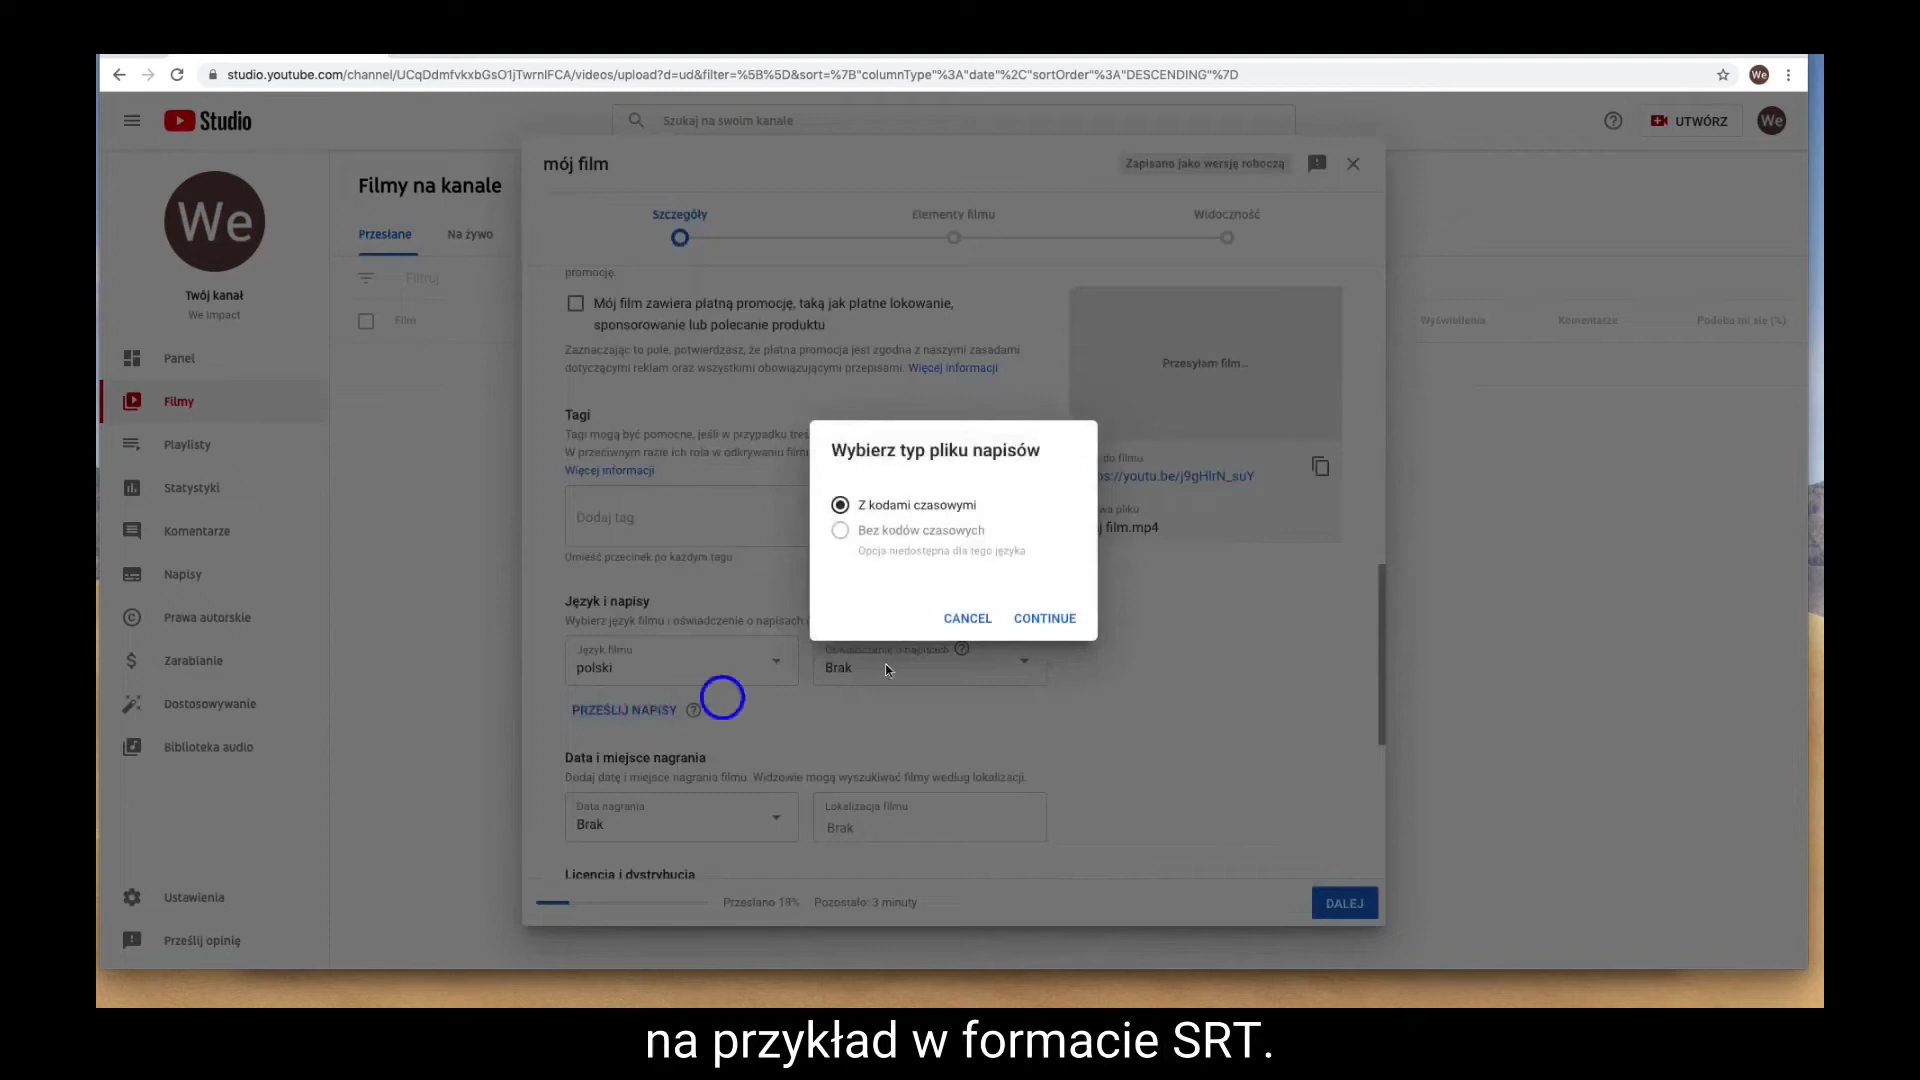 studio.youtube.com/channel/UCqDdmfvkxbGsO1jTwrnlFCA/videos/upload?d=ud&filter=%5B%5D&sort=%7B"columnType"%3A"date"%2C"sortOrder"%3A"DESCENDING"%7D
We
Studio
Szukaj na swoim kanale
UTWÓRZ
We
We
Twój kanał
We Impact
Panel
Filmy
Playlisty
Statystyki
Komentarze
Napisy
Prawa autorskie
Zarabianie
Dostosowywanie
Biblioteka audio
Ustawienia
Prześlij opinię
Filmy na kanale
Przesłane
Na żywo
Filtruj
Film
Wyświetlenia
Komentarze
Podoba mi się (%)
mój film
Zapisano jako wersję roboczą
Szczegóły
Elementy filmu
Widoczność
promocję.
Mój film zawiera płatną promocję, taką jak płatne lokowanie,
sponsorowanie lub polecanie produktu
Zaznaczając to pole, potwierdzasz, że płatna promocja jest zgodna z naszymi zasadami
dotyczącymi reklam oraz wszystkimi obowiązującymi przepisami. Więcej informacji
Przesyłam film...
Tagi
Tagi mogą być pomocne, jeśli w przypadku treś
W przeciwnym razie ich rola w odkrywaniu film
Więcej informacji
Dodaj tag
Umieść przecinek po każdym tagu
do filmu
ps://youtu.be/j9gHlrN_suY
wa pliku
j film.mp4
Wybierz typ pliku napisów
Z kodami czasowymi
Bez kodów czasowych
Opcja niedostępna dla tego języka
CANCEL
CONTINUE
Język i napisy
Wybierz język filmu i oświadczenie o napisach
Język filmu
polski
Oświadczenie o napisach
Brak
PRZEŚLIJ NAPISY
Data i miejsce nagrania
Dodaj datę i miejsce nagrania filmu. Widzowie mogą wyszukiwać filmy według lokalizacji.
Data nagrania
Brak
Lokalizacja filmu
Brak
Licencja i dystrybucja
Przesłano 18%
Pozostało: 3 minuty
DALEJ
na przykład w formacie SRT.